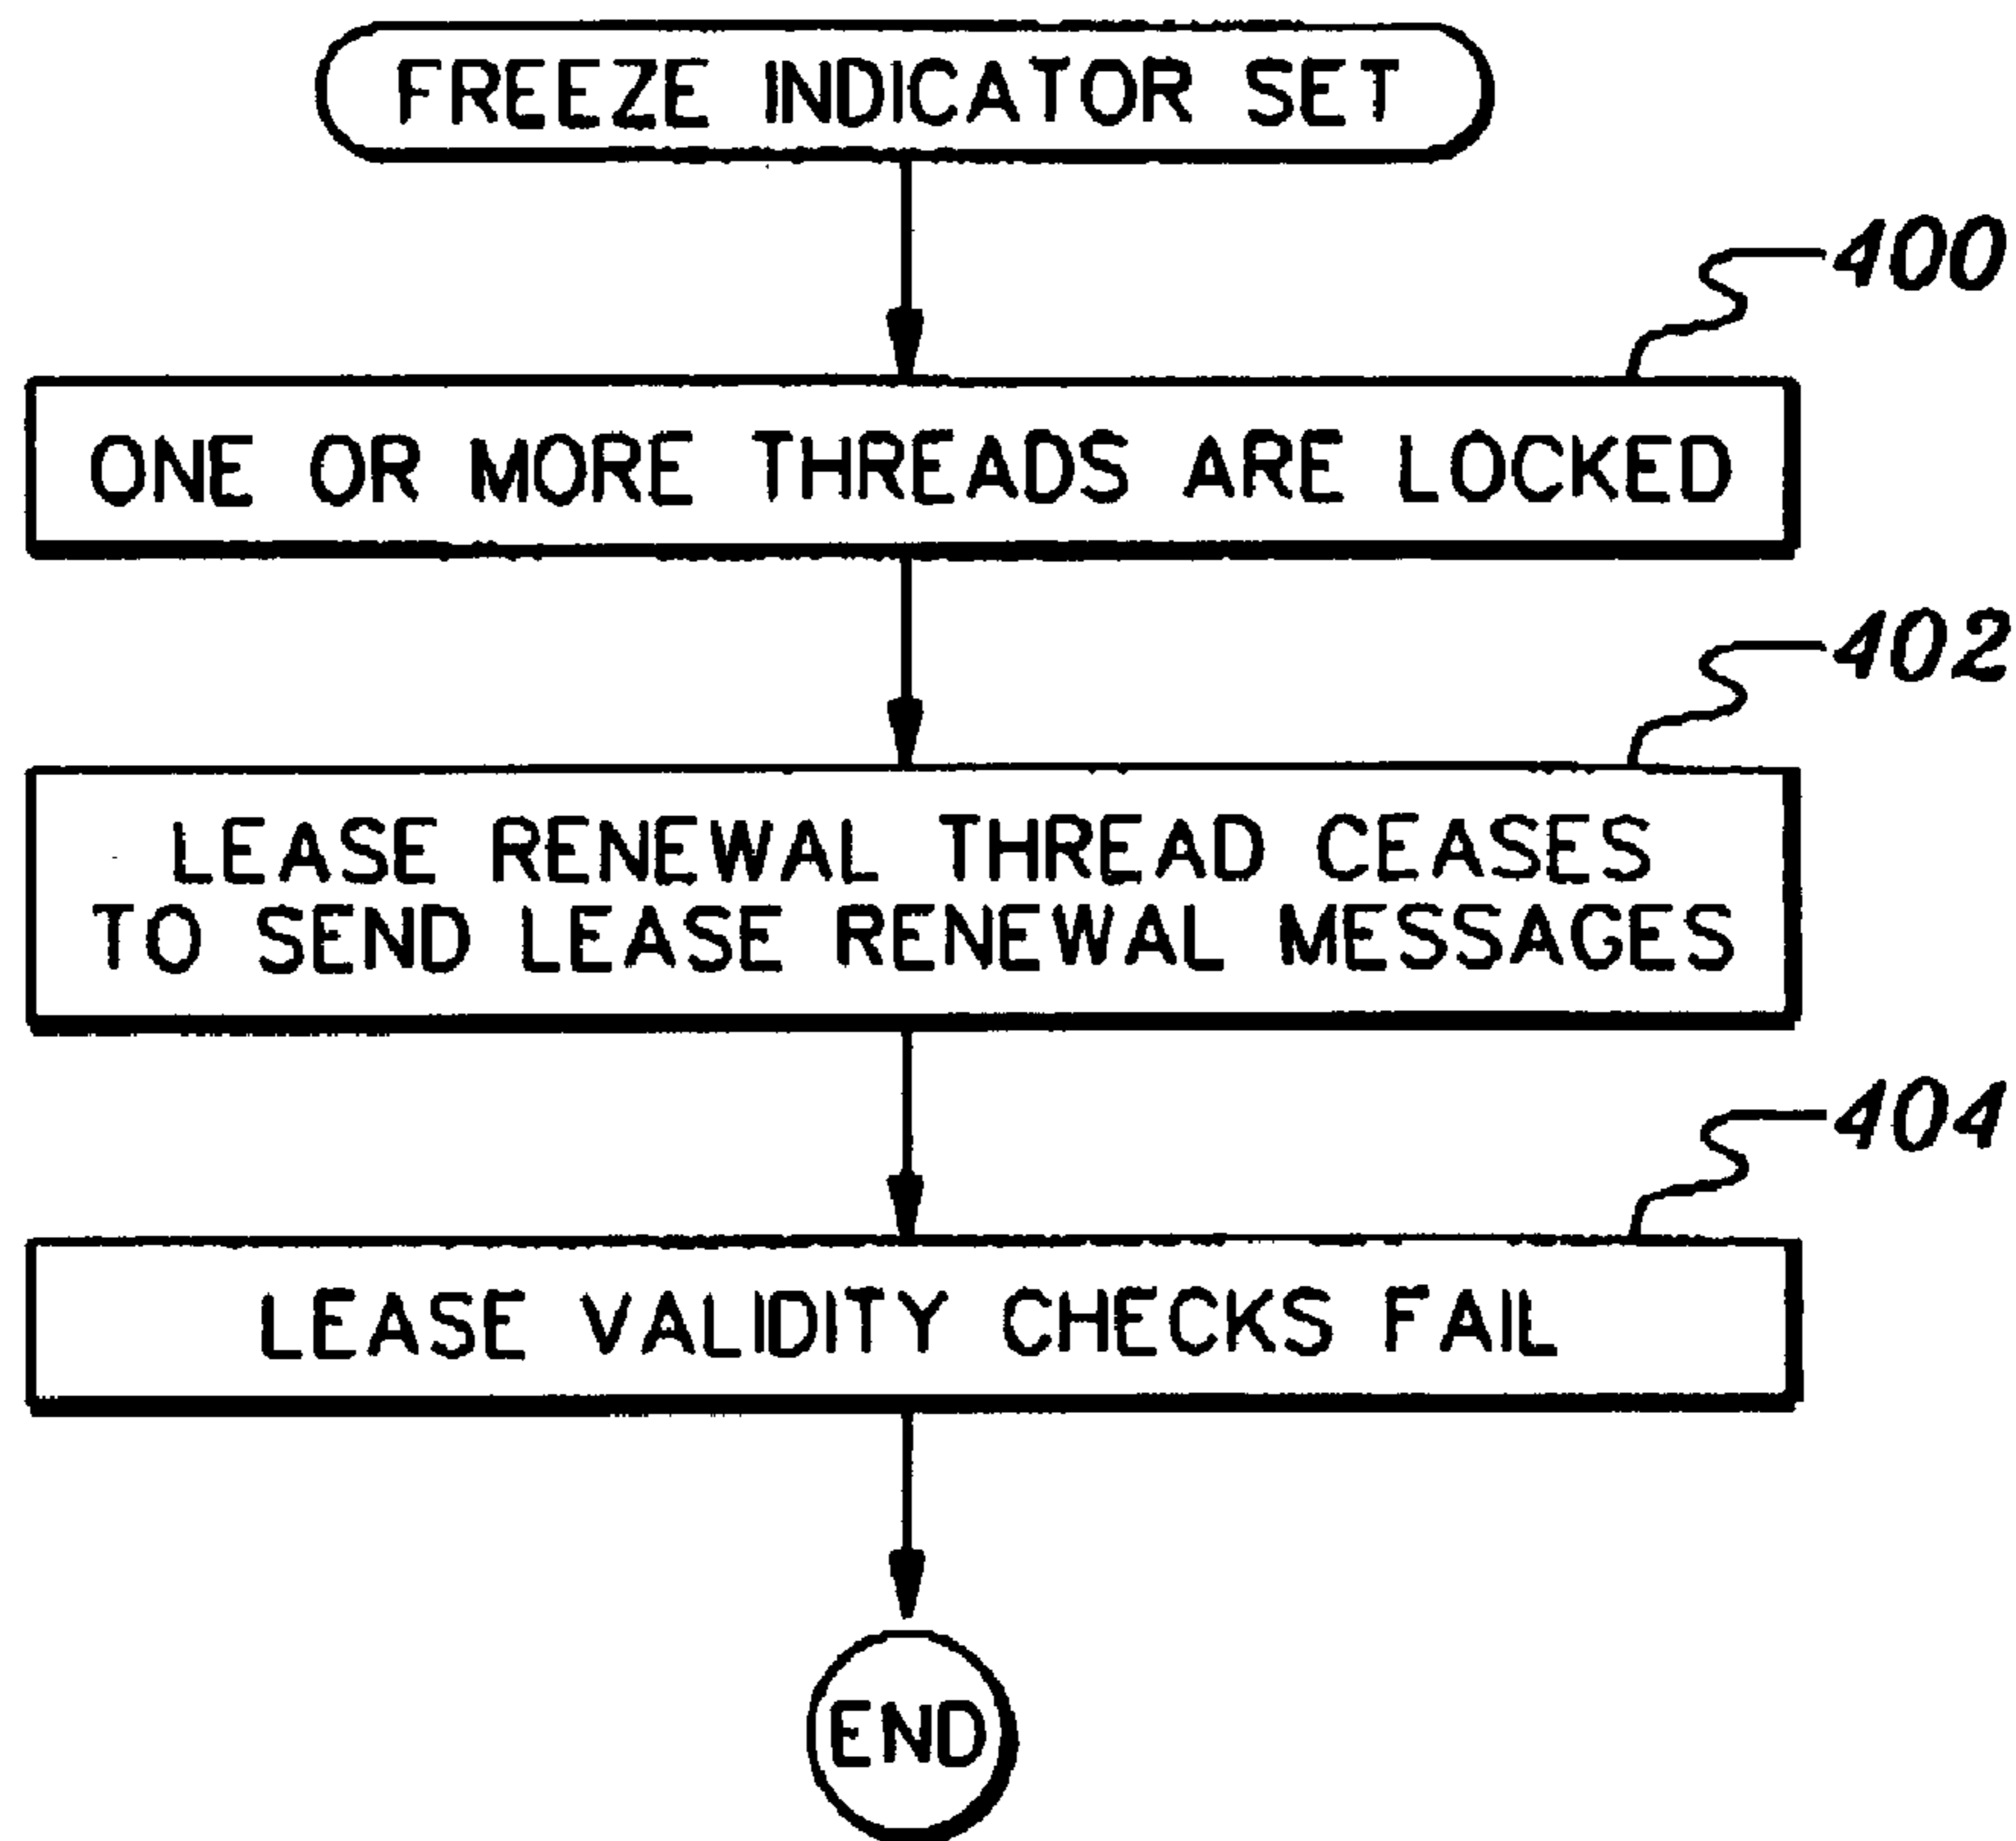 FREEZE INDICATOR SET
400
ONE OR MORE THREADS ARE LOCKED
402
LEASE RENEWAL THREAD CEASES
TO SEND LEASE RENEWAL MESSAGES
404
LEASE VALIDITY CHECKS FAIL
END